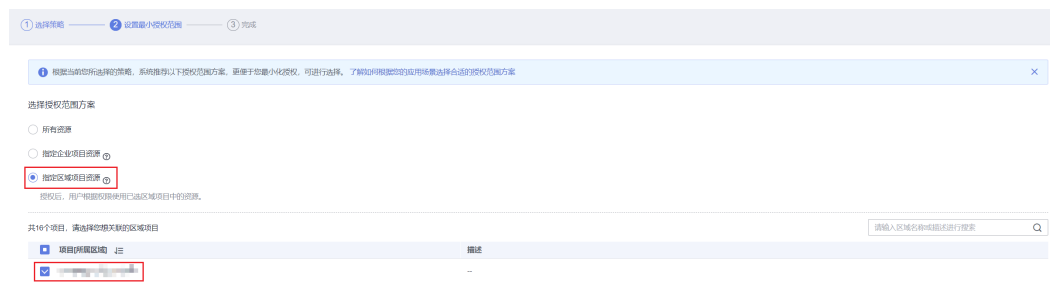 1 选择策略 2 设置最小授权范围 3 完成
根据当前您所选择的策略，系统推荐以下授权范围方案，更便于您最小化授权，可进行选择。 了解如何根据您的应用场景选择合适的授权范围方案
选择授权范围方案
所有资源
指定企业项目资源
指定区域项目资源
授权后，用户根据权限使用已选区域项目中的资源。
共16个项目，请选择您想关联的区域项目 请输入区域名称或描述进行搜索
项目[所属区域] 描述
--